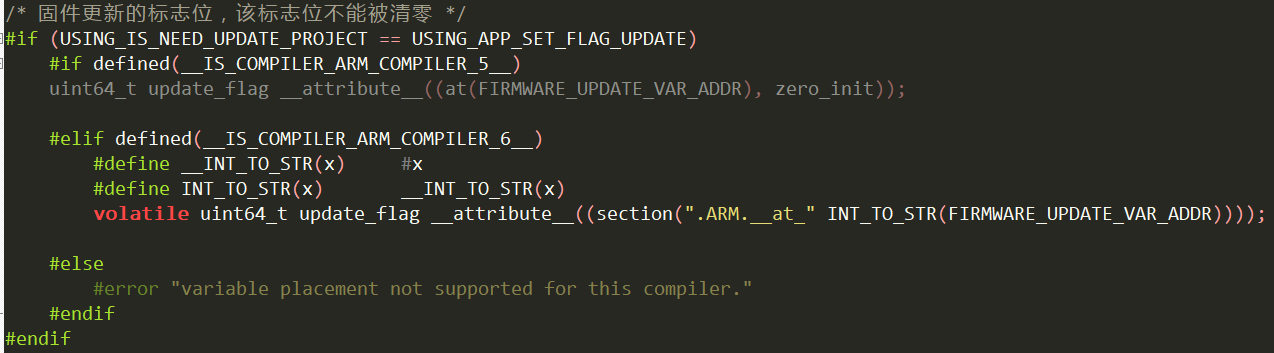 /* 固件更新的标志位，该标志位不能被清零 */
#if (USING_IS_NEED_UPDATE_PROJECT == USING_APP_SET_FLAG_UPDATE)
    #if defined(__IS_COMPILER_ARM_COMPILER_5__)
    uint64_t update_flag __attribute__((at(FIRMWARE_UPDATE_VAR_ADDR), zero_init));
    #elif defined(__IS_COMPILER_ARM_COMPILER_6__)
        #define __INT_TO_STR(x)     #x
        #define INT_TO_STR(x)       __INT_TO_STR(x)
        volatile uint64_t update_flag __attribute__((section(".ARM.__at_" INT_TO_STR(FIRMWARE_UPDATE_VAR_ADDR))));
    #else
        #error "variable placement not supported for this compiler."
    #endif
#endif